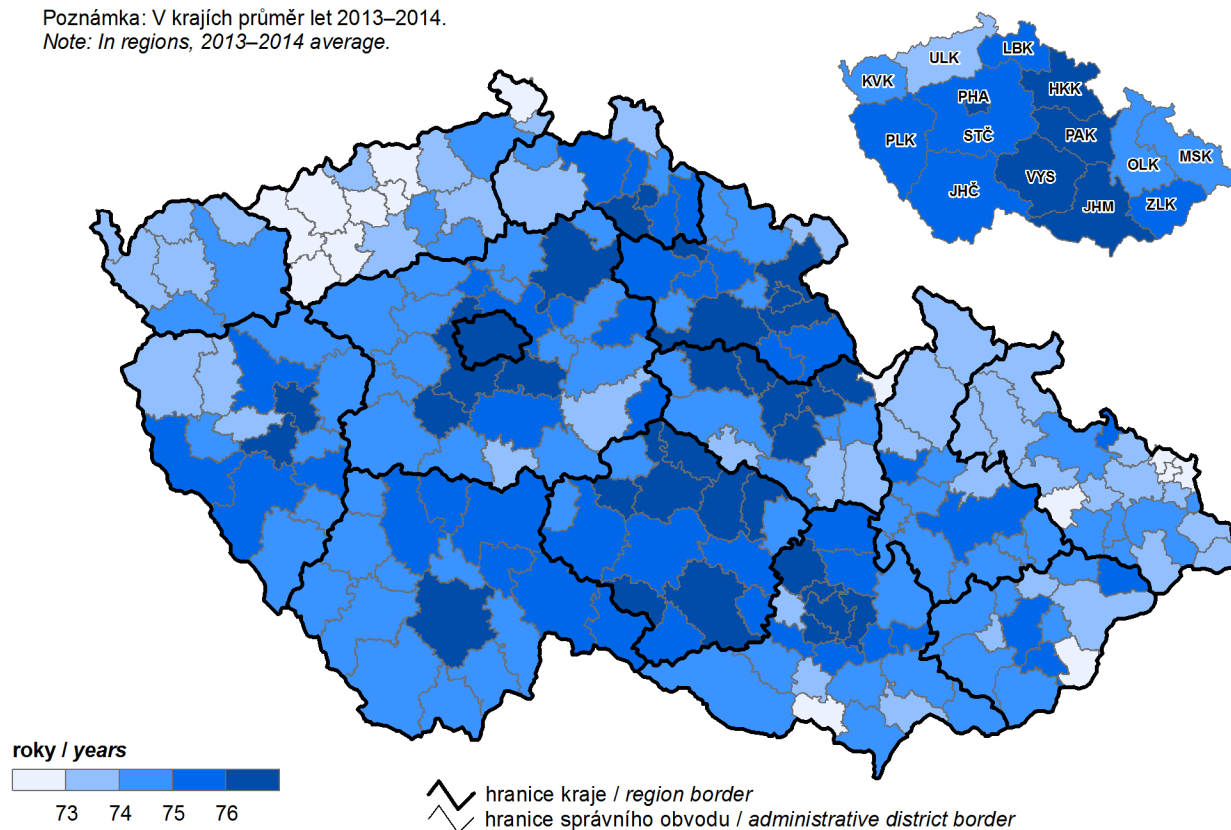 Poznámka: V krajích průměr let 2013–2014.
Note: In regions, 2013–2014 average.
KVK
ULK
LBK
HKK
PHA
PLK
STČ
PAK
MSK
OLK
VYS
JHČ
JHM
ZLK
roky / years
73 74 75 76
hranice kraje / region border
hranice správního obvodu / administrative district border